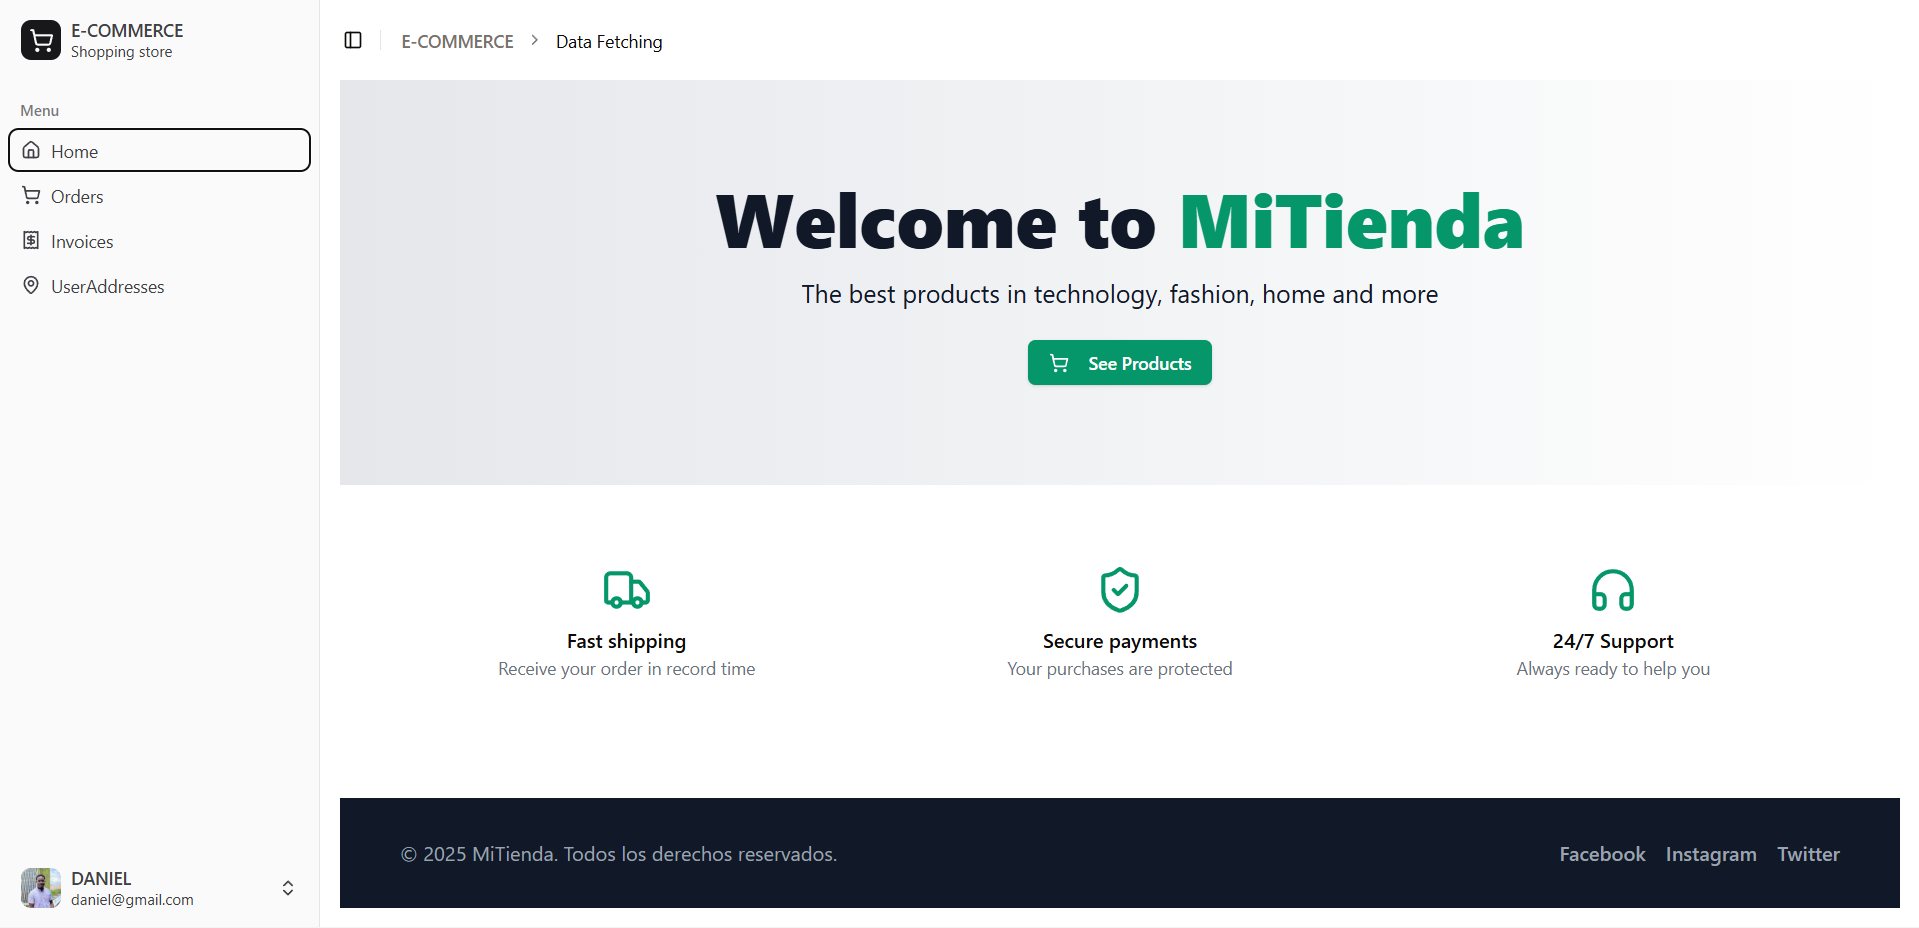 E-COMMERCE
Shopping store
Menu
Home
Orders
Invoices
UserAddresses
DANIEL
daniel@gmail.com
E-COMMERCE > Data Fetching
Welcome to MiTienda
The best products in technology, fashion, home and more
See Products
Fast shipping
Receive your order in record time
Secure payments
Your purchases are protected
24/7 Support
Always ready to help you
© 2025 MiTienda. Todos los derechos reservados.
Facebook Instagram Twitter